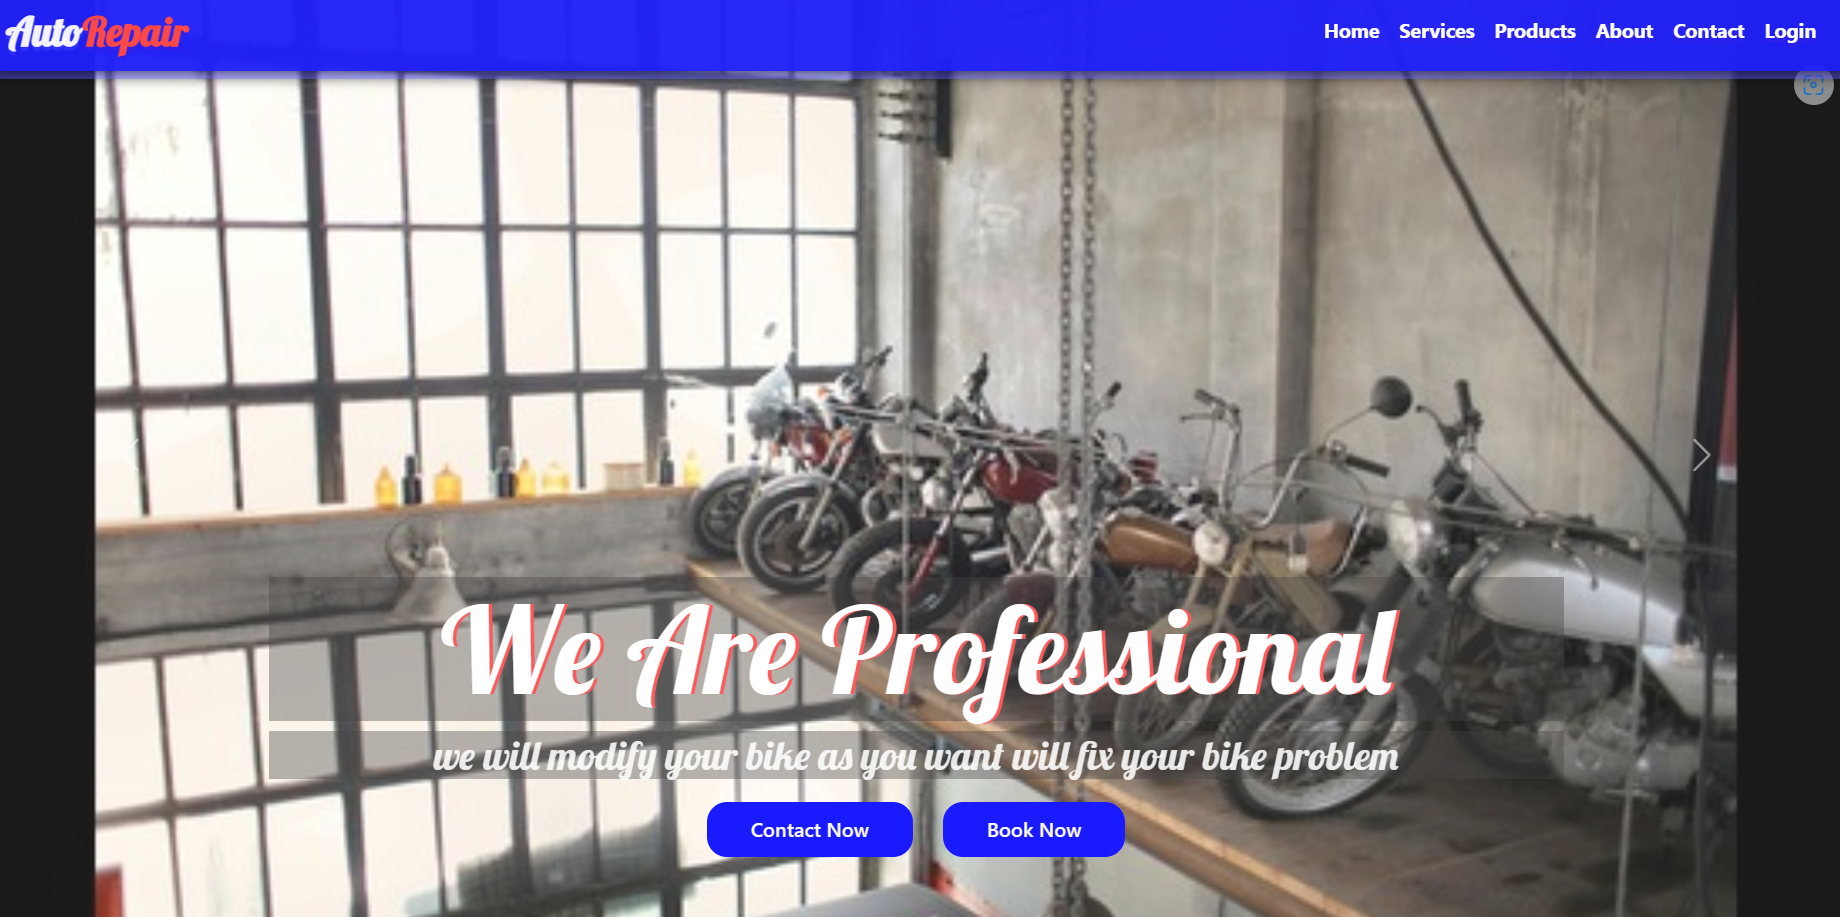 AutoRepair
Home Services Products About Contact Login
We Are Professional
we will modify your bike as you want will fix your bike problem
Contact Now Book Now